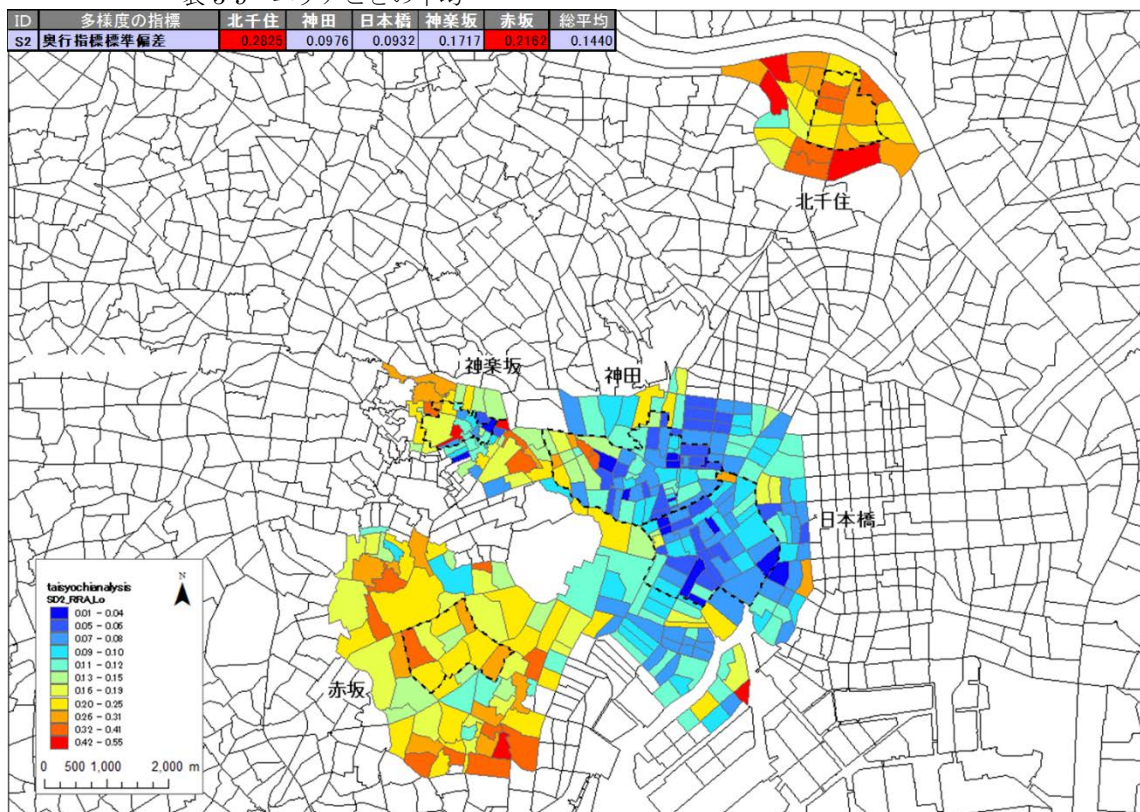 ID 多様度の指標 北千住 神田 日本橋 神楽坂 赤坂 総平均
S2 奥行指標標準偏差 0.2825 0.0976 0.0932 0.1717 0.2162 0.1440
北千住
神楽坂
神田
日本橋
赤坂
taisyochianalysis
SD2_RRA_Lo
0.01 - 0.04
0.05 - 0.06
0.07 - 0.08
0.09 - 0.10
0.11 - 0.12
0.13 - 0.15
0.16 - 0.19
0.20 - 0.25
0.26 - 0.31
0.32 - 0.41
0.42 - 0.55
N
0 500 1,000 2,000 m